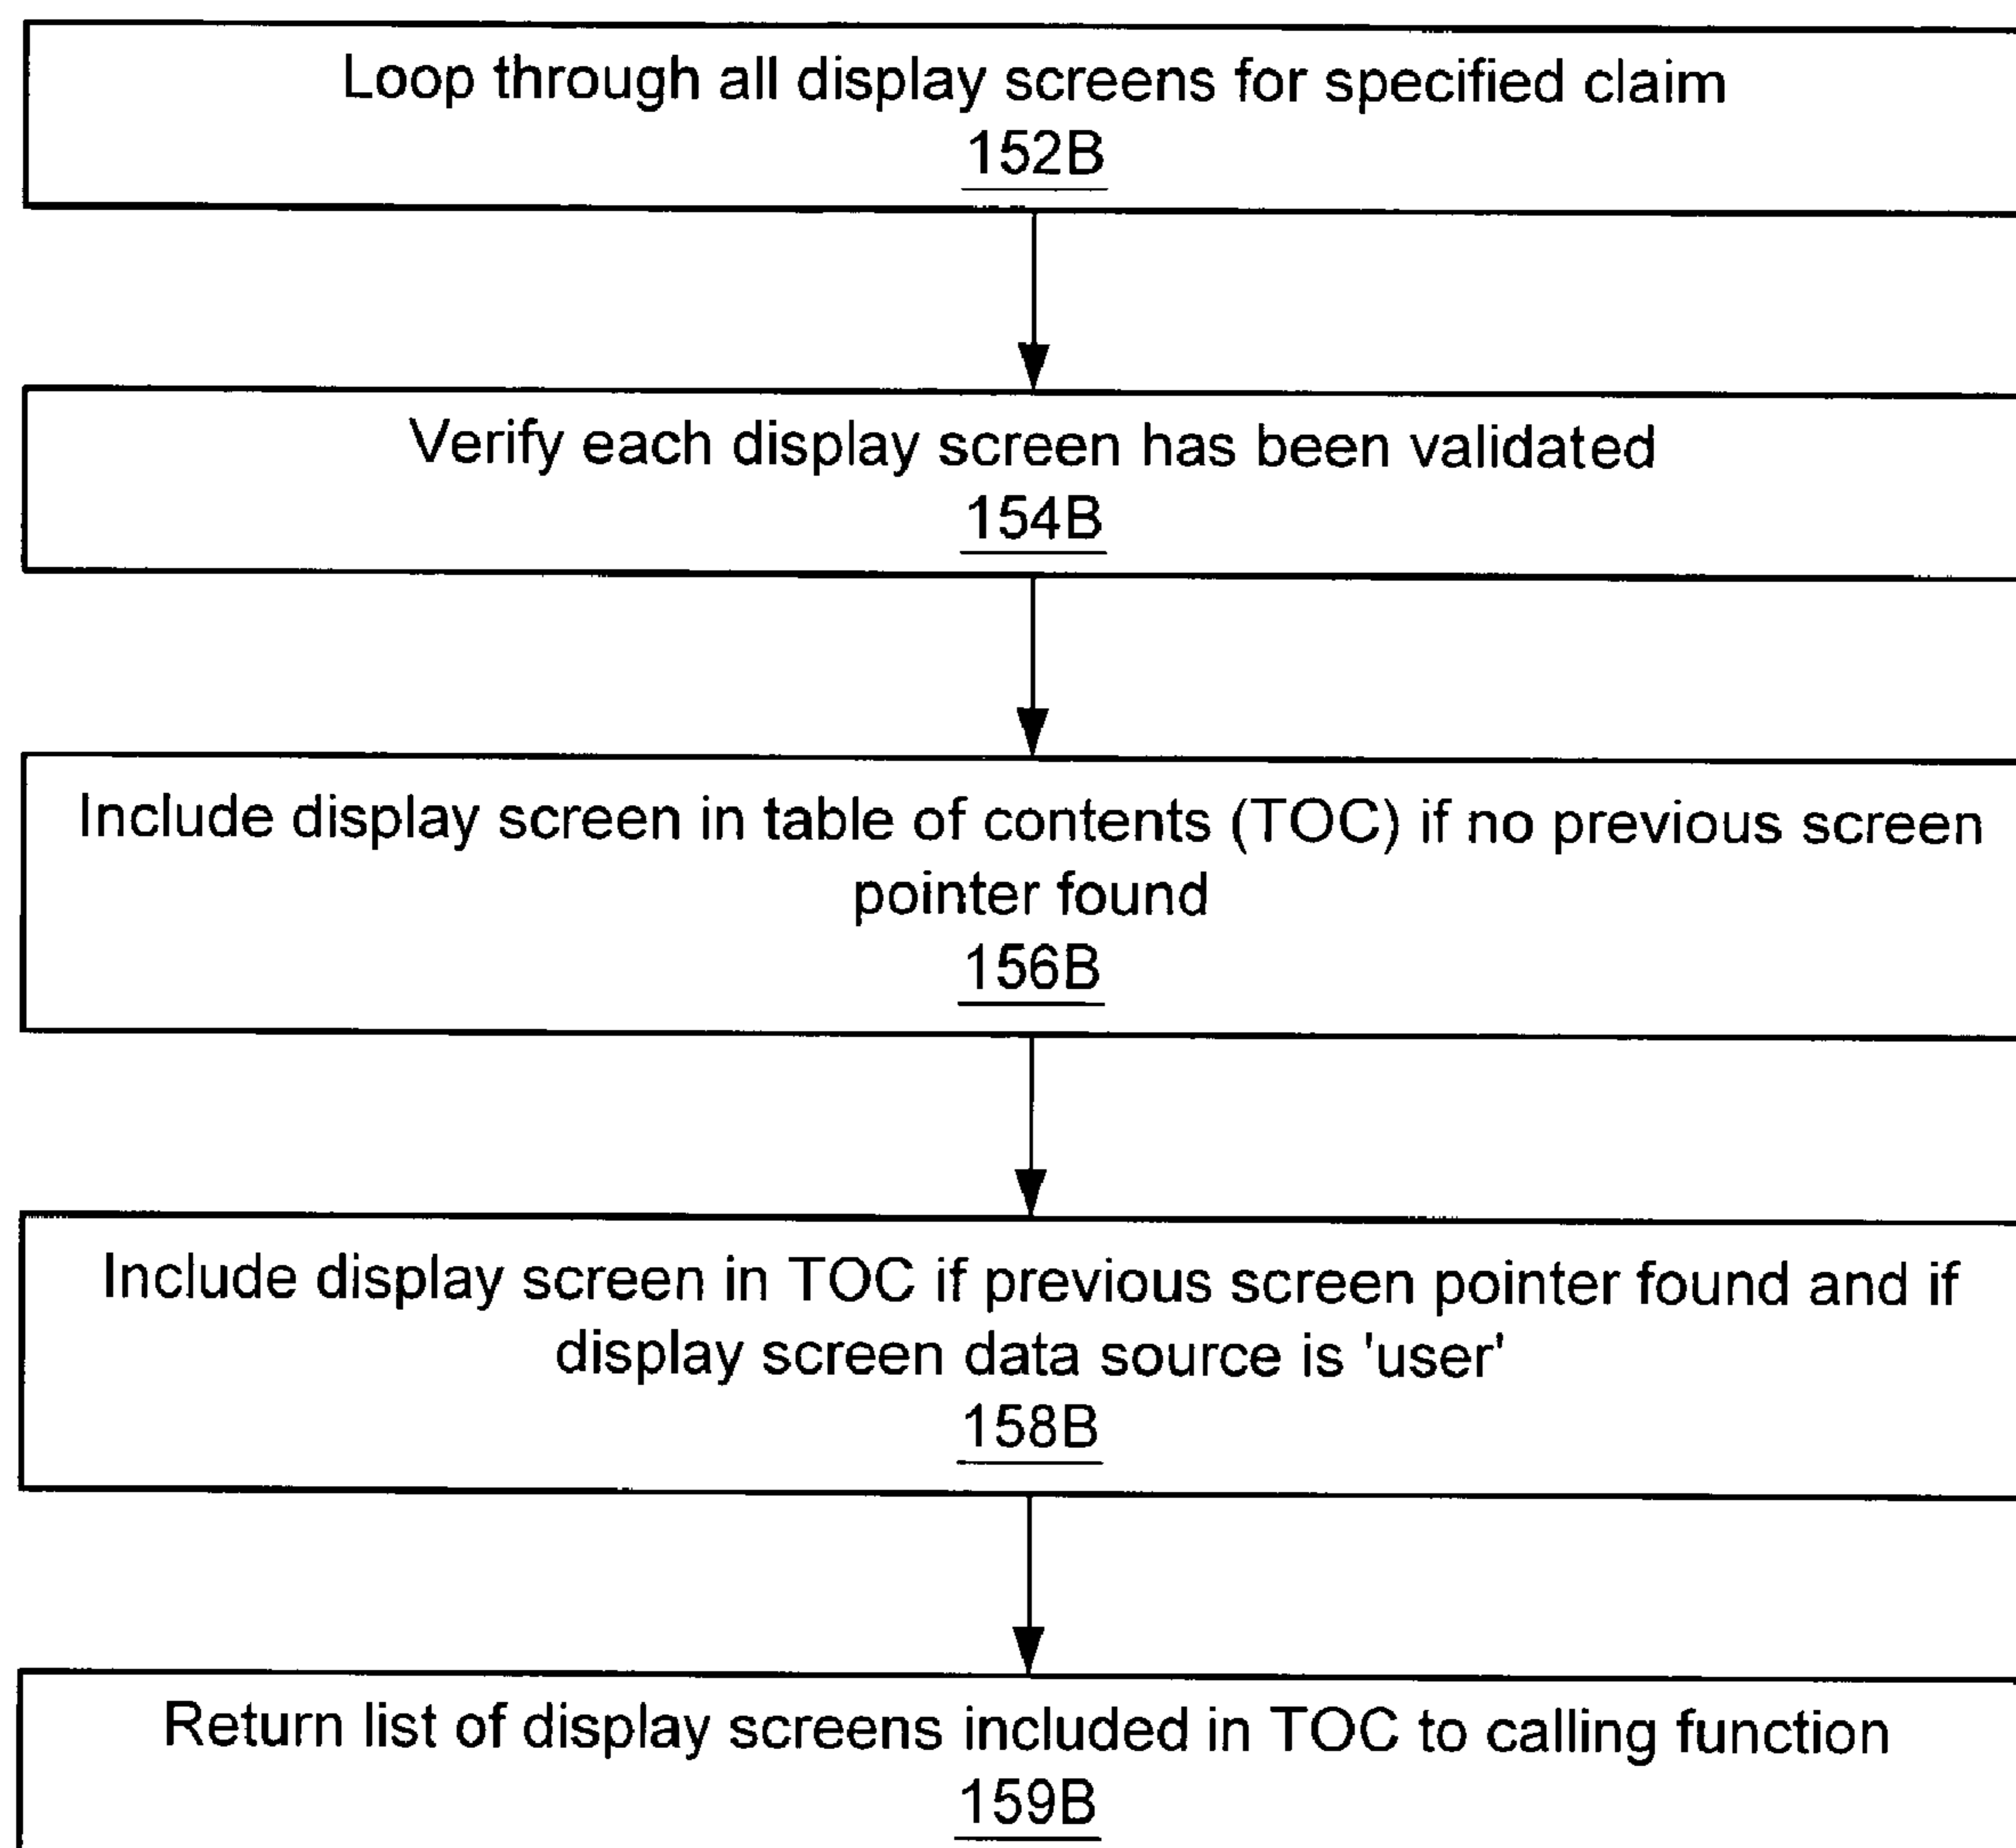 Loop through all display screens for specified claim
152B
Verify each display screen has been validated
154B
Include display screen in table of contents (TOC) if no previous screen
pointer found
156B
Include display screen in TOC if previous screen pointer found and if
display screen data source is 'user'
158B
Return list of display screens included in TOC to calling function
159B